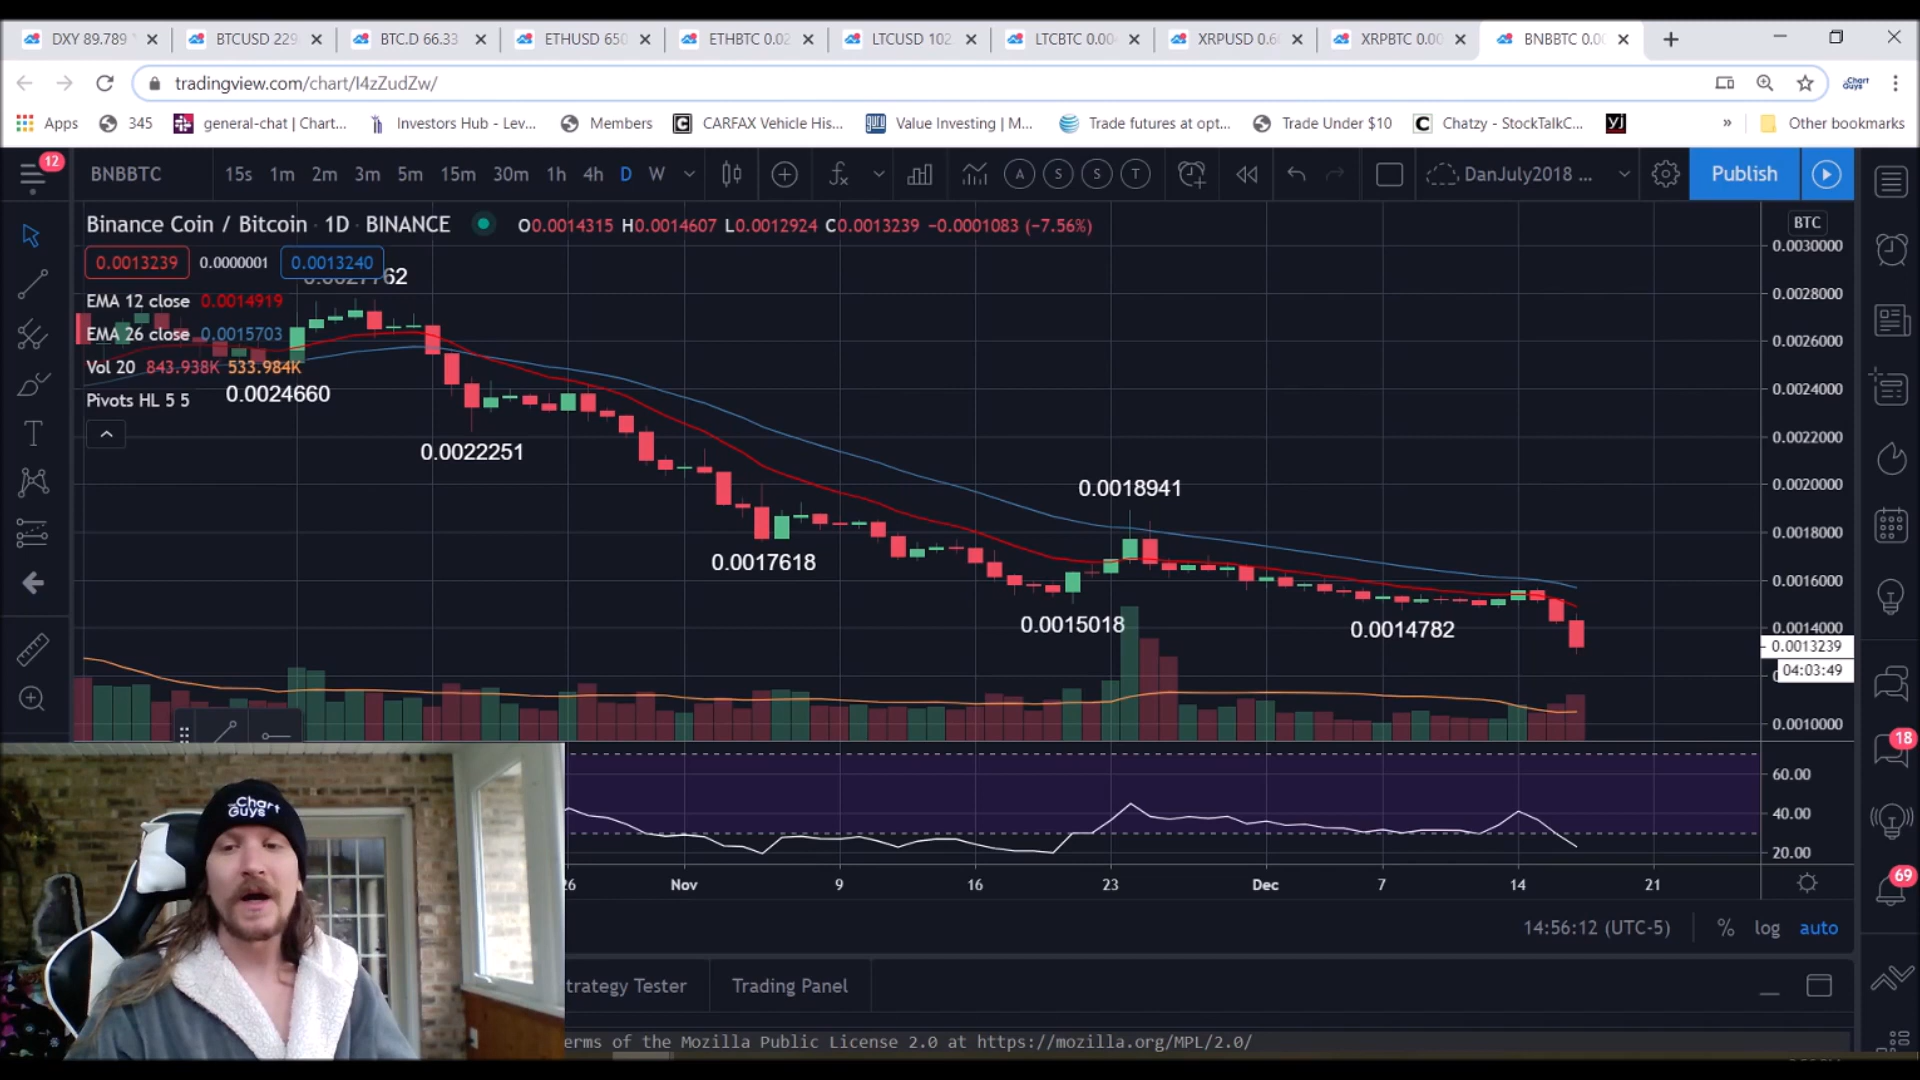 DXY 89.789
BTCUSD 229
BTC.D 66.33
ETHUSD 650
ETHBTC 0.02
LTCUSD 102
LTCBTC 0.00
XRPUSD 0.6
XRPBTC 0.00
BNBBTC 0.00
tradingview.com/chart/I4zZudZw/
Chart Guys
Apps
345
general-chat | Chart...
Investors Hub - Lev...
Members
C
CARFAX Vehicle His...
guru
Value Investing | M...
Trade futures at opt...
Trade Under $10
C
Chatzy - StockTalkC...
YJ
»
Other bookmarks
12
BNBBTC
15s 1m 2m 3m 5m 15m 30m 1h 4h D W
A S S T
DanJuly2018 ...
Publish
Binance Coin / Bitcoin · 1D · BINANCE
O0.0014315 H0.0014607 L0.0012924 C0.0013239 −0.0001083 (−7.56%)
BTC
0.0013239 0.0000001 0.0013240
EMA 12 close 0.0014919
EMA 26 close 0.0015703
Vol 20 843.938K 533.984K
Pivots HL 5 5
0.0024660
0.0022251
0.0017618
0.0015018
0.0018941
0.0014782
0.0030000
0.0028000
0.0026000
0.0024000
0.0022000
0.0020000
0.0018000
0.0016000
0.0014000
0.0013239
04:03:49
0.0010000
60.00
40.00
20.00
18
69
26 Nov 9 16 23 Dec 7 14 21
14:56:12 (UTC-5)
% log auto
trategy Tester
Trading Panel
erms of the Mozilla Public License 2.0 at https://mozilla.org/MPL/2.0/
Chart
Guys